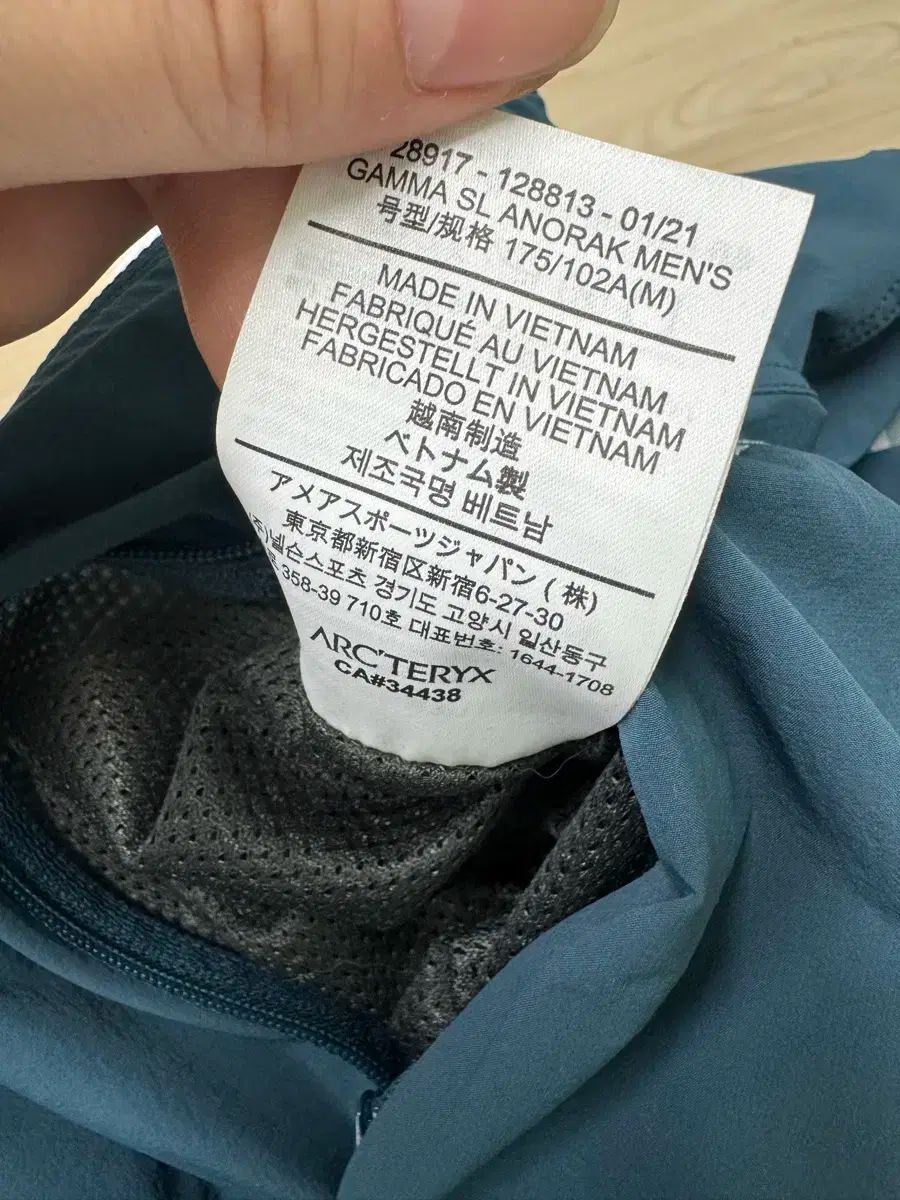 28917 - 128813 - 01/21
GAMMA SL ANORAK MEN'S
号型/规格 175/102A(M)
MADE IN VIETNAM
FABRIQUÉ AU VIETNAM
HERGESTELLT IN VIETNAM
FABRICADO EN VIETNAM
越南制造
ベトナム製
제조국명 베트남
アメアスポーツジャパン (株)
東京都新宿区新宿6-27-30
(주)넬슨스포츠 경기도 고양시 일산동구
358-39 710호 대표번호: 1644-1708
ARC'TERYX
CA#34438